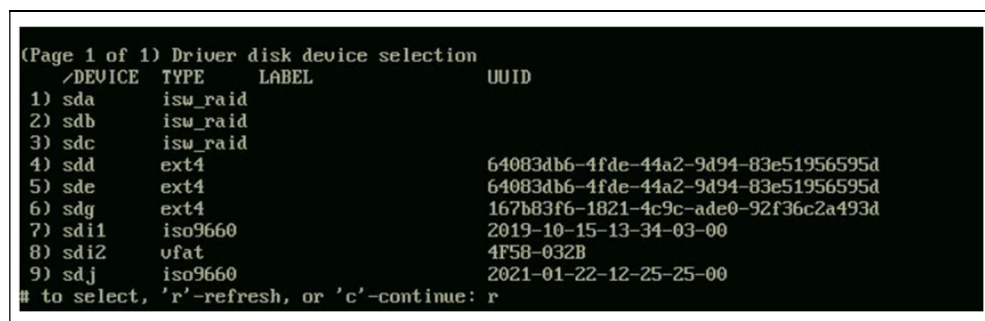 (Page 1 of 1) Driver disk device selection
/DEVICE TYPE LABEL UUID
1) sda isw_raid
2) sdb isw_raid
3) sdc isw_raid
4) sdd ext4 64083db6-4fde-44a2-9d94-83e51956595d
5) sde ext4 64083db6-4fde-44a2-9d94-83e51956595d
6) sdg ext4 167b83f6-1821-4c9c-ade0-92f36c2a493d
7) sdi1 iso9660 2019-10-15-13-34-03-00
8) sdi2 vfat 4F58-032B
9) sdj iso9660 2021-01-22-12-25-25-00
# to select, 'r'-refresh, or 'c'-continue: r